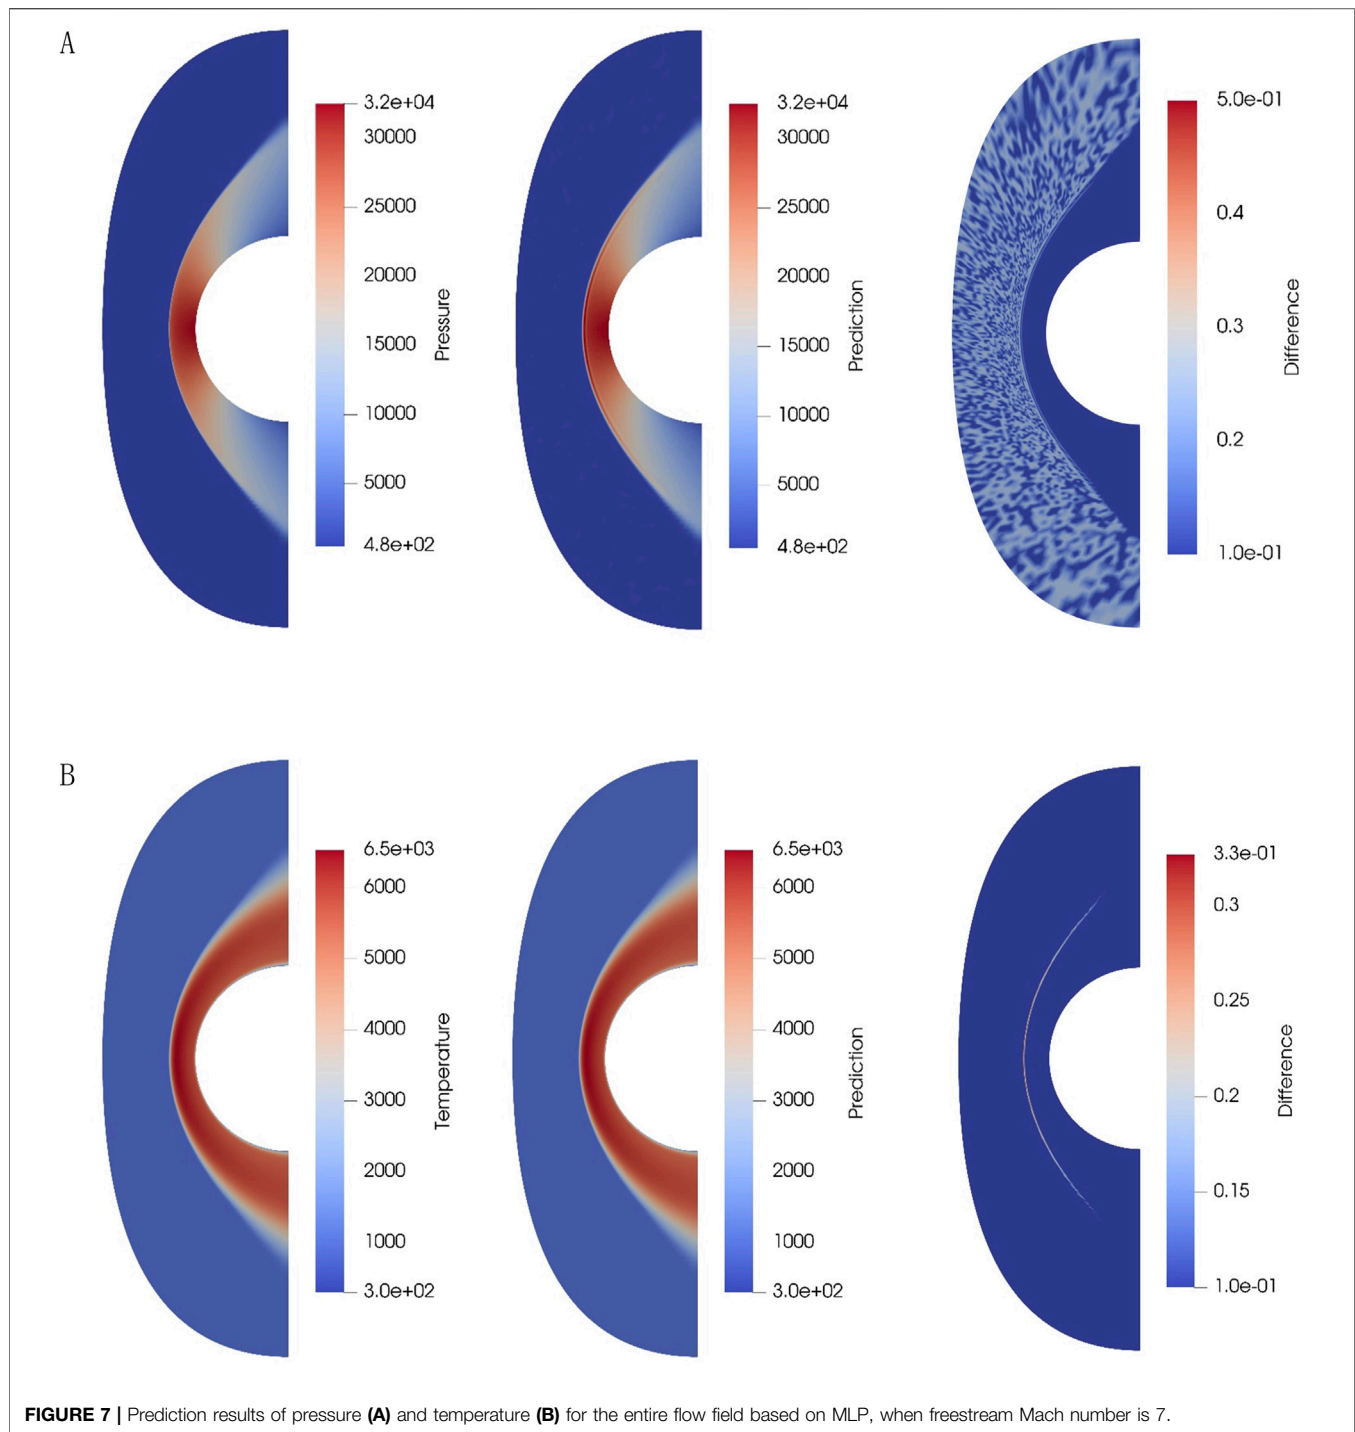 A
3.2e+04
30000
25000
20000
15000
10000
5000
4.8e+02
Pressure
3.2e+04
30000
25000
20000
15000
10000
5000
4.8e+02
Prediction
5.0e-01
0.4
0.3
0.2
1.0e-01
Difference
B
6.5e+03
6000
5000
4000
3000
2000
1000
3.0e+02
Temperature
6.5e+03
6000
5000
4000
3000
2000
1000
3.0e+02
Prediction
3.3e-01
0.3
0.25
0.2
0.15
1.0e-01
Difference
FIGURE 7 | Prediction results of pressure (A) and temperature (B) for the entire flow field based on MLP, when freestream Mach number is 7.